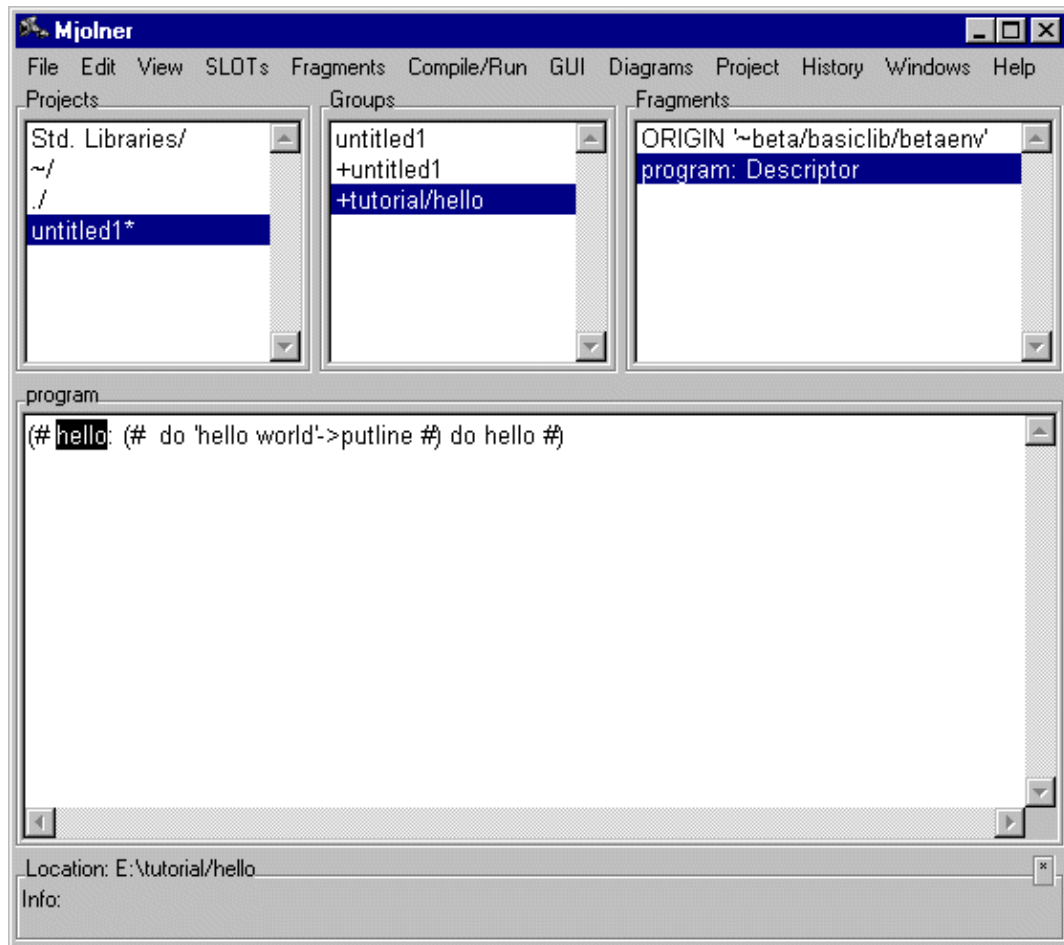 Mjolner
File Edit View SLOTs Fragments Compile/Run GUI Diagrams Project History Windows Help
Projects
Std. Libraries/
~/
./
untitled1*
Groups
untitled1
+untitled1
+tutorial/hello
Fragments
ORIGIN '~beta/basiclib/betaenv'
program: Descriptor
program
(# hello: (# do 'hello world'->putline #) do hello #)
Location: E:\tutorial/hello
Info: